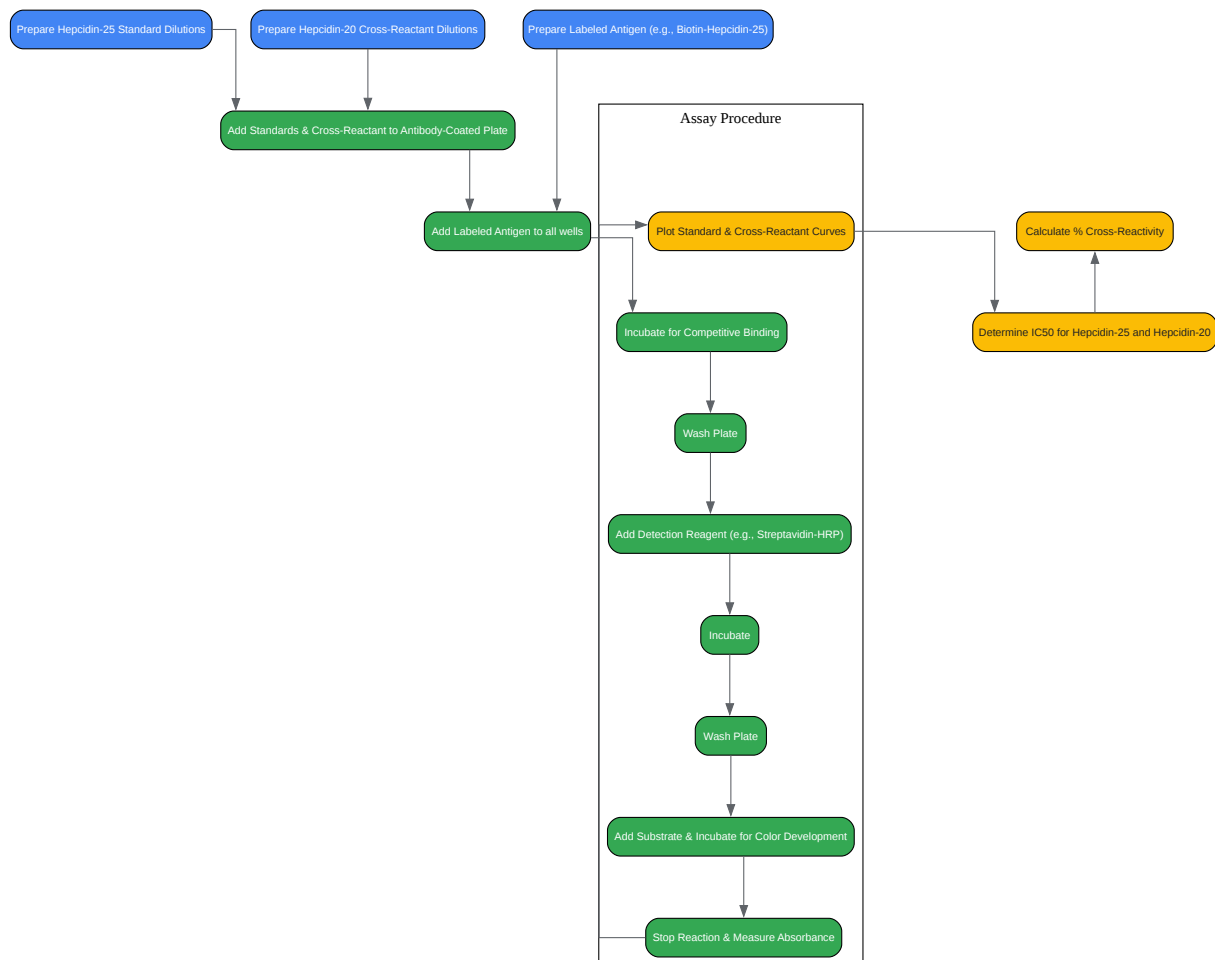 Prepare Hepcidin-25 Standard Dilutions
Prepare Hepcidin-20 Cross-Reactant Dilutions
Prepare Labeled Antigen (e.g., Biotin-Hepcidin-25)
Assay Procedure
Add Standards & Cross-Reactant to Antibody-Coated Plate
Add Labeled Antigen to all wells
Plot Standard & Cross-Reactant Curves
Calculate % Cross-Reactivity
Incubate for Competitive Binding
Determine IC50 for Hepcidin-25 and Hepcidin-20
Wash Plate
Add Detection Reagent (e.g., Streptavidin-HRP)
Incubate
Wash Plate
Add Substrate & Incubate for Color Development
Stop Reaction & Measure Absorbance